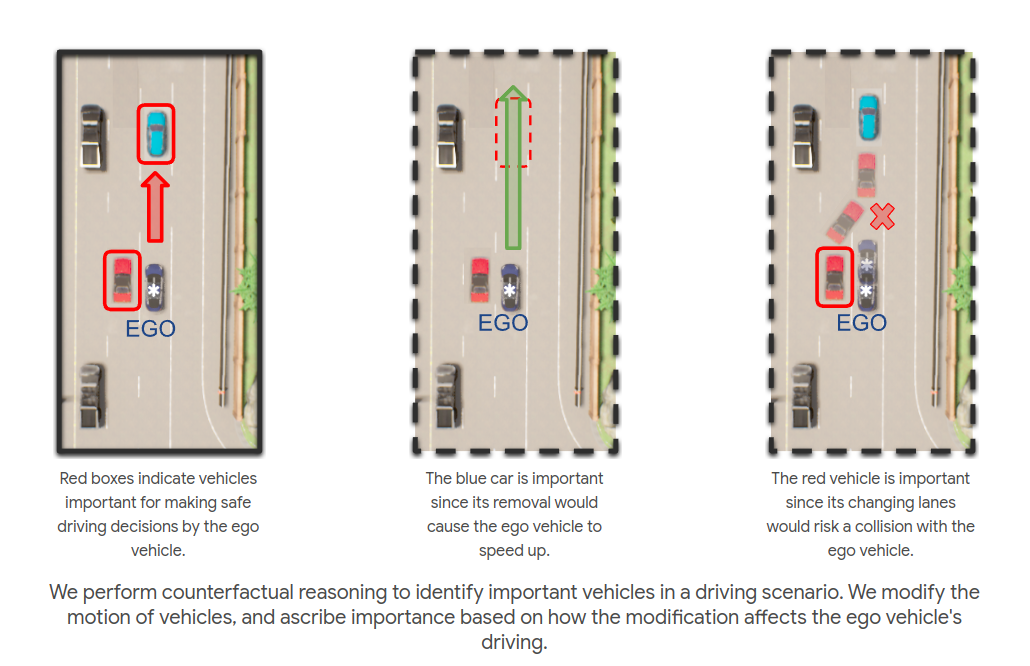 EGO
EGO
EGO
Red boxes indicate vehicles
important for making safe
driving decisions by the ego
vehicle.
The blue car is important
since its removal would
cause the ego vehicle to
speed up.
The red vehicle is important
since its changing lanes
would risk a collision with the
ego vehicle.
We perform counterfactual reasoning to identify important vehicles in a driving scenario. We modify the
motion of vehicles, and ascribe importance based on how the modification affects the ego vehicle's
driving.